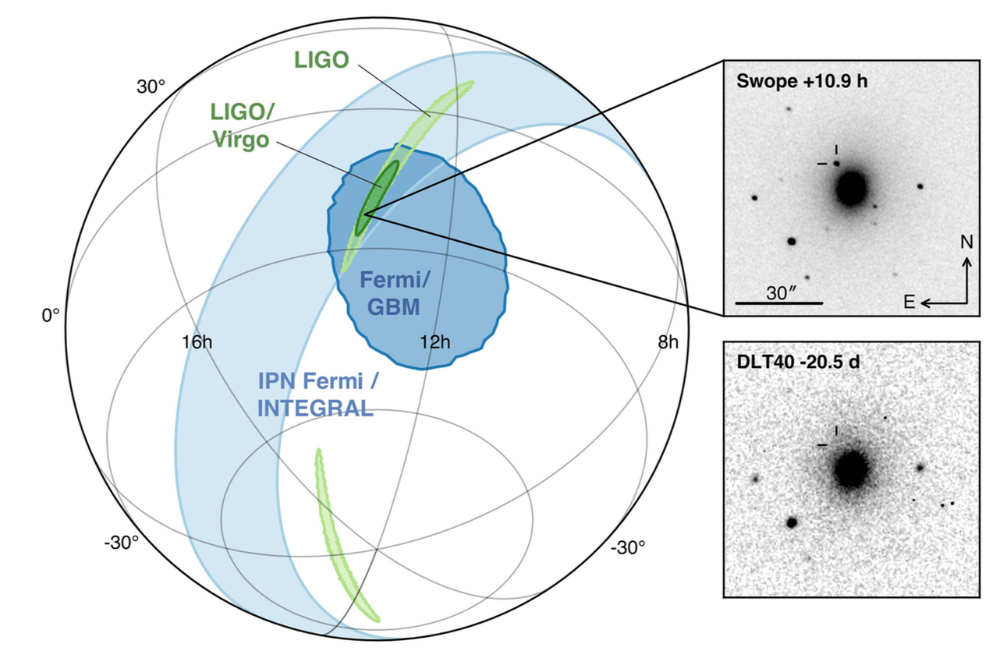 LIGO
30°
LIGO/
Virgo
0°
16h
12h
8h
Fermi/
GBM
IPN Fermi /
INTEGRAL
-30°
-30°
Swope +10.9 h
N
30″
E
DLT40 -20.5 d